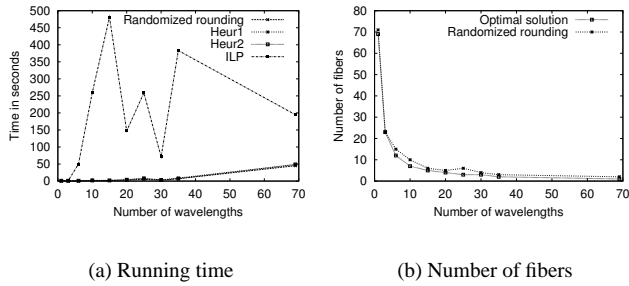 Time in seconds
500
450
400
350
300
250
200
150
100
50
0
Randomized rounding
Heur1
Heur2
ILP
0 10 20 30 40 50 60 70
Number of wavelengths
(a) Running time
Number of fibers
80
70
60
50
40
30
20
10
0
Optimal solution
Randomized rounding
0 10 20 30 40 50 60 70
Number of wavelengths
(b) Number of fibers